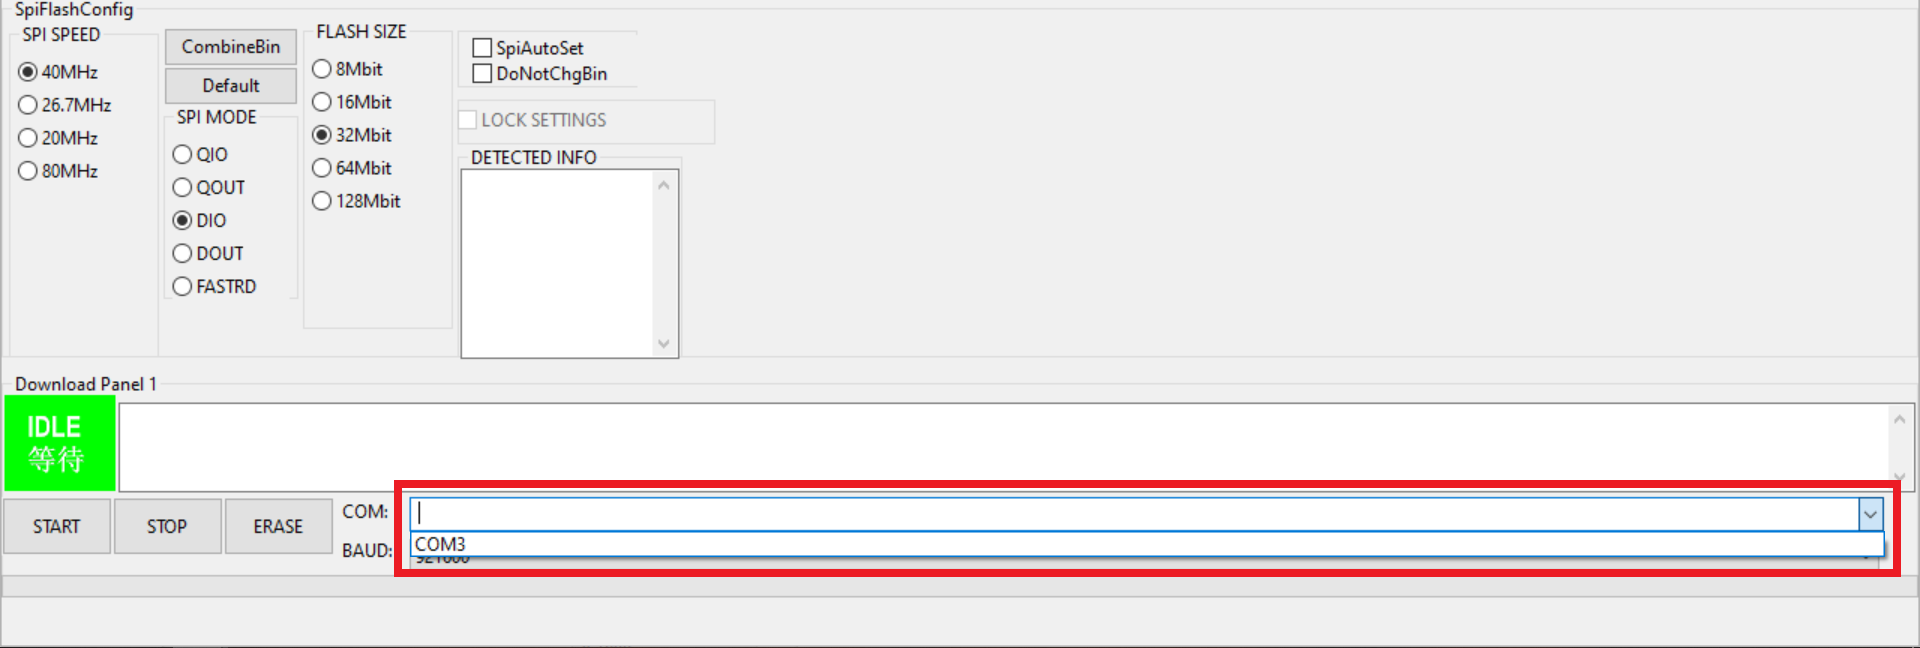 SpiFlashConfig
SPI SPEED
40MHz
26.7MHz
20MHz
80MHz
CombineBin
Default
SPI MODE
QIO
QOUT
DIO
DOUT
FASTRD
FLASH SIZE
8Mbit
16Mbit
32Mbit
64Mbit
128Mbit
SpiAutoSet
DoNotChgBin
LOCK SETTINGS
DETECTED INFO
Download Panel 1
IDLE
等待
START
STOP
ERASE
COM:
COM3
BAUD:
921600